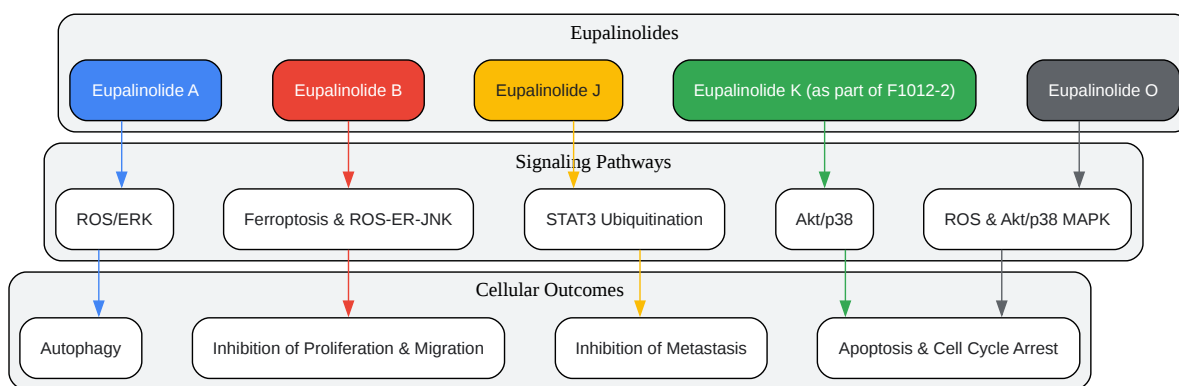 Eupalinolides
Eupalinolide A
Eupalinolide B
Eupalinolide J
Eupalinolide K (as part of F1012-2)
Eupalinolide O
Signaling Pathways
ROS/ERK
Ferroptosis & ROS-ER-JNK
STAT3 Ubiquitination
Akt/p38
ROS & Akt/p38 MAPK
Cellular Outcomes
Autophagy
Inhibition of Proliferation & Migration
Inhibition of Metastasis
Apoptosis & Cell Cycle Arrest